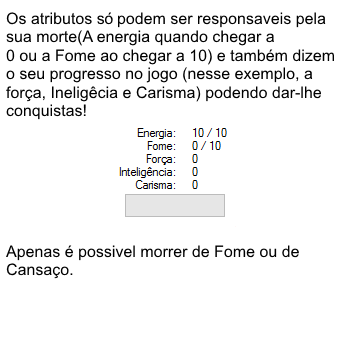 Os atributos só podem ser responsaveis pela
sua morte(A energia quando chegar a
0 ou a Fome ao chegar a 10) e também dizem
o seu progresso no jogo (nesse exemplo, a
força, Ineligêcia e Carisma) podendo dar-lhe
conquistas!
Energia: 10 / 10
Fome: 0 / 10
Força: 0
Inteligência: 0
Carisma: 0
Apenas é possivel morrer de Fome ou de
Cansaço.